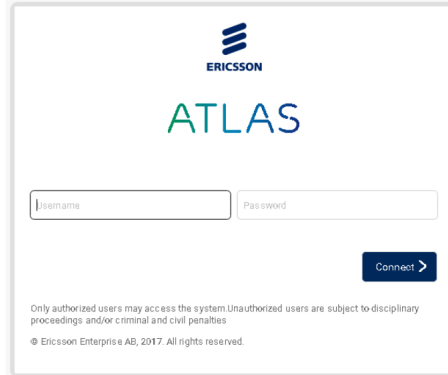 ERICSSON
ATLAS
Username Password
Connect
Only authorized users may access the system.Unauthorized users are subject to disciplinary
proceedings and/or criminal and civil penalties
© Ericsson Enterprise AB, 2017. All rights reserved.